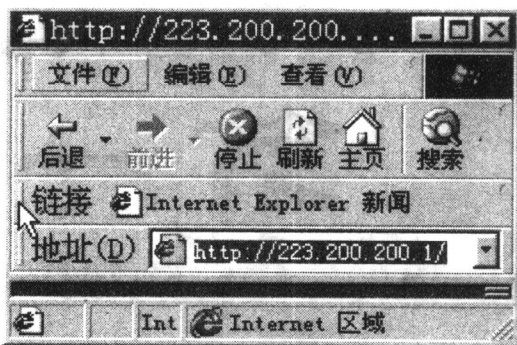 http://223.200.200....
文件(F) 编辑(E) 查看(V)
后退 前进 停止 刷新 主页 搜索
链接 Internet Explorer 新闻
地址(D) http://223.200.200.1/
Int Internet 区域